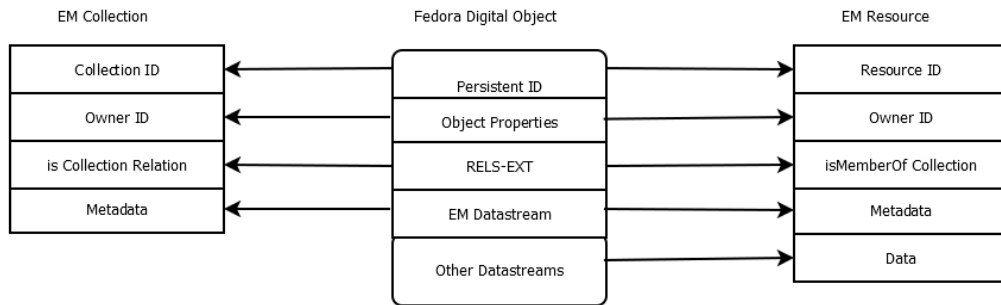 EM Collection
Fedora Digital Object
EM Resource
Collection ID
Persistent ID
Resource ID
Owner ID
Object Properties
Owner ID
is Collection Relation
RELS-EXT
isMemberOf Collection
Metadata
EM Datastream
Metadata
Other Datastreams
Data